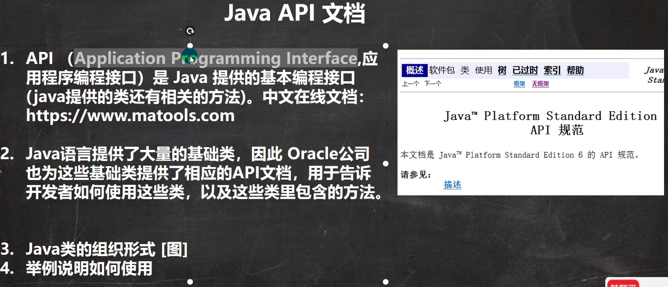 Java API 文档
1. API （Application Programming Interface,应
用程序编程接口）是 Java 提供的基本编程接口
(java提供的类还有相关的方法)。中文在线文档：
https://www.matools.com
2. Java语言提供了大量的基础类，因此 Oracle公司
也为这些基础类提供了相应的API文档，用于告诉
开发者如何使用这些类，以及这些类里包含的方法。
3. Java类的组织形式 [图]
4. 举例说明如何使用
概述 软件包 类 使用 树 已过时 索引 帮助
Java
Sta
上一个 下一个 框架 无框架
Java™ Platform Standard Edition
API 规范
本文档是 Java™ Platform Standard Edition 6 的 API 规范。
请参见：
描述